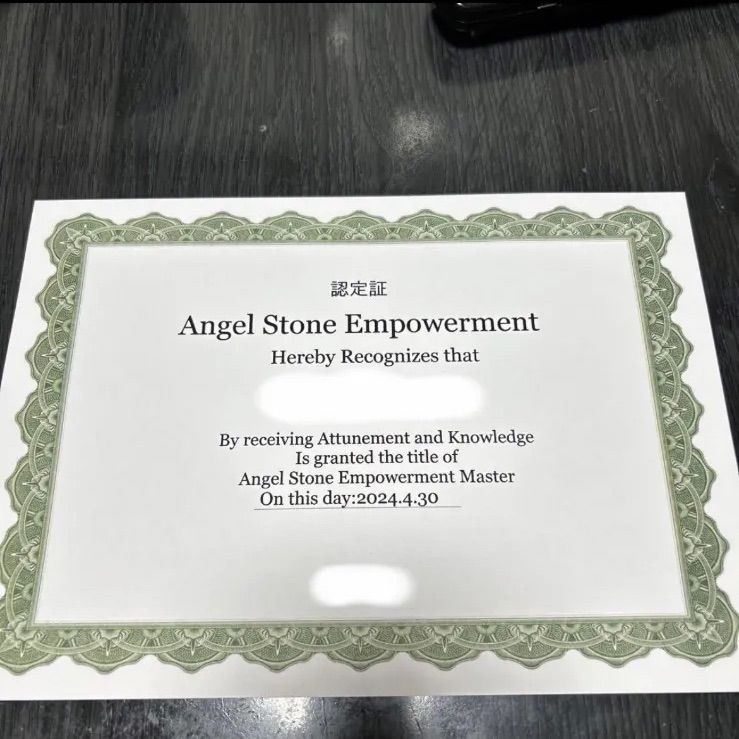 認定証
Angel Stone Empowerment
Hereby Recognizes that
By receiving Attunement and Knowledge
Is granted the title of
Angel Stone Empowerment Master
On this day:2024.4.30